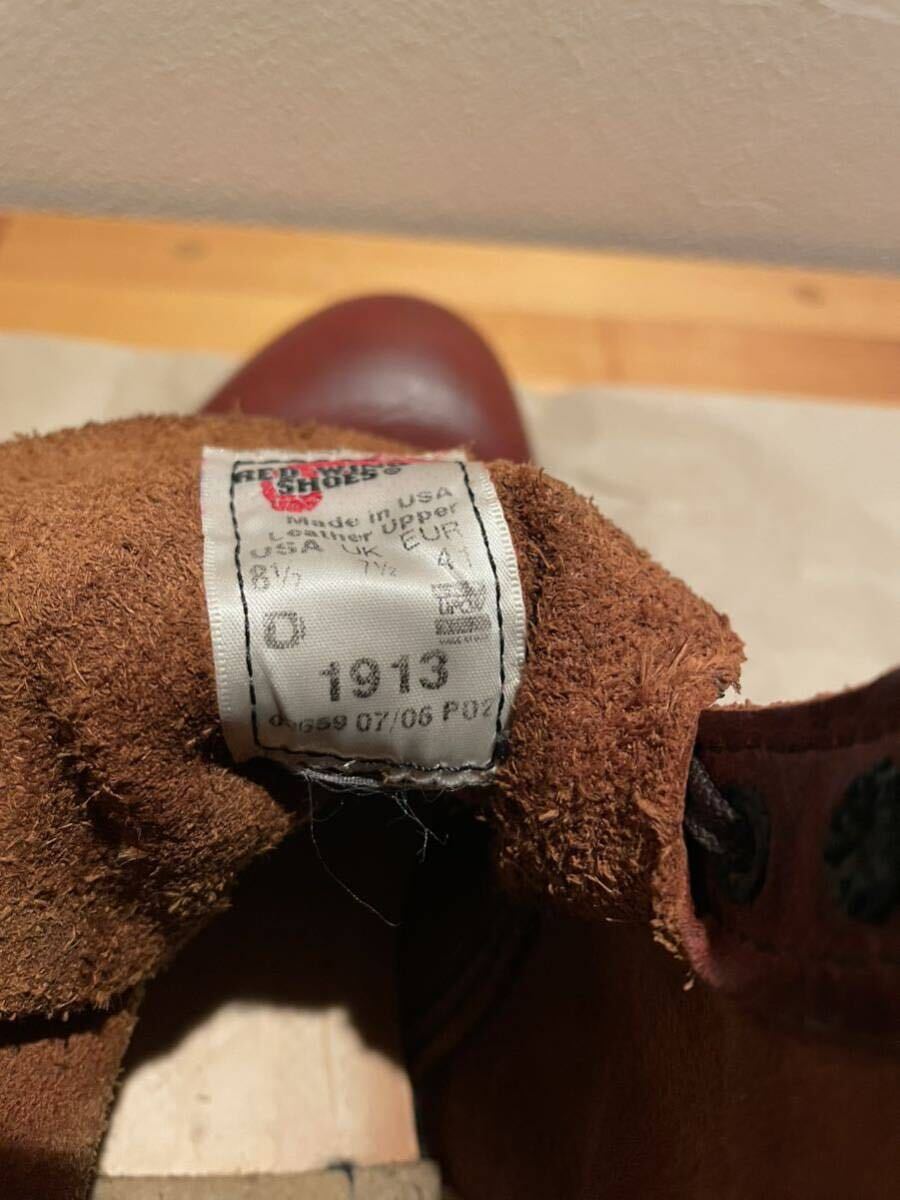 RED WING
SHOES®
Made in USA
Leather Upper
USA UK EUR
8½ 7½ 41
D
1913
07/06 P02